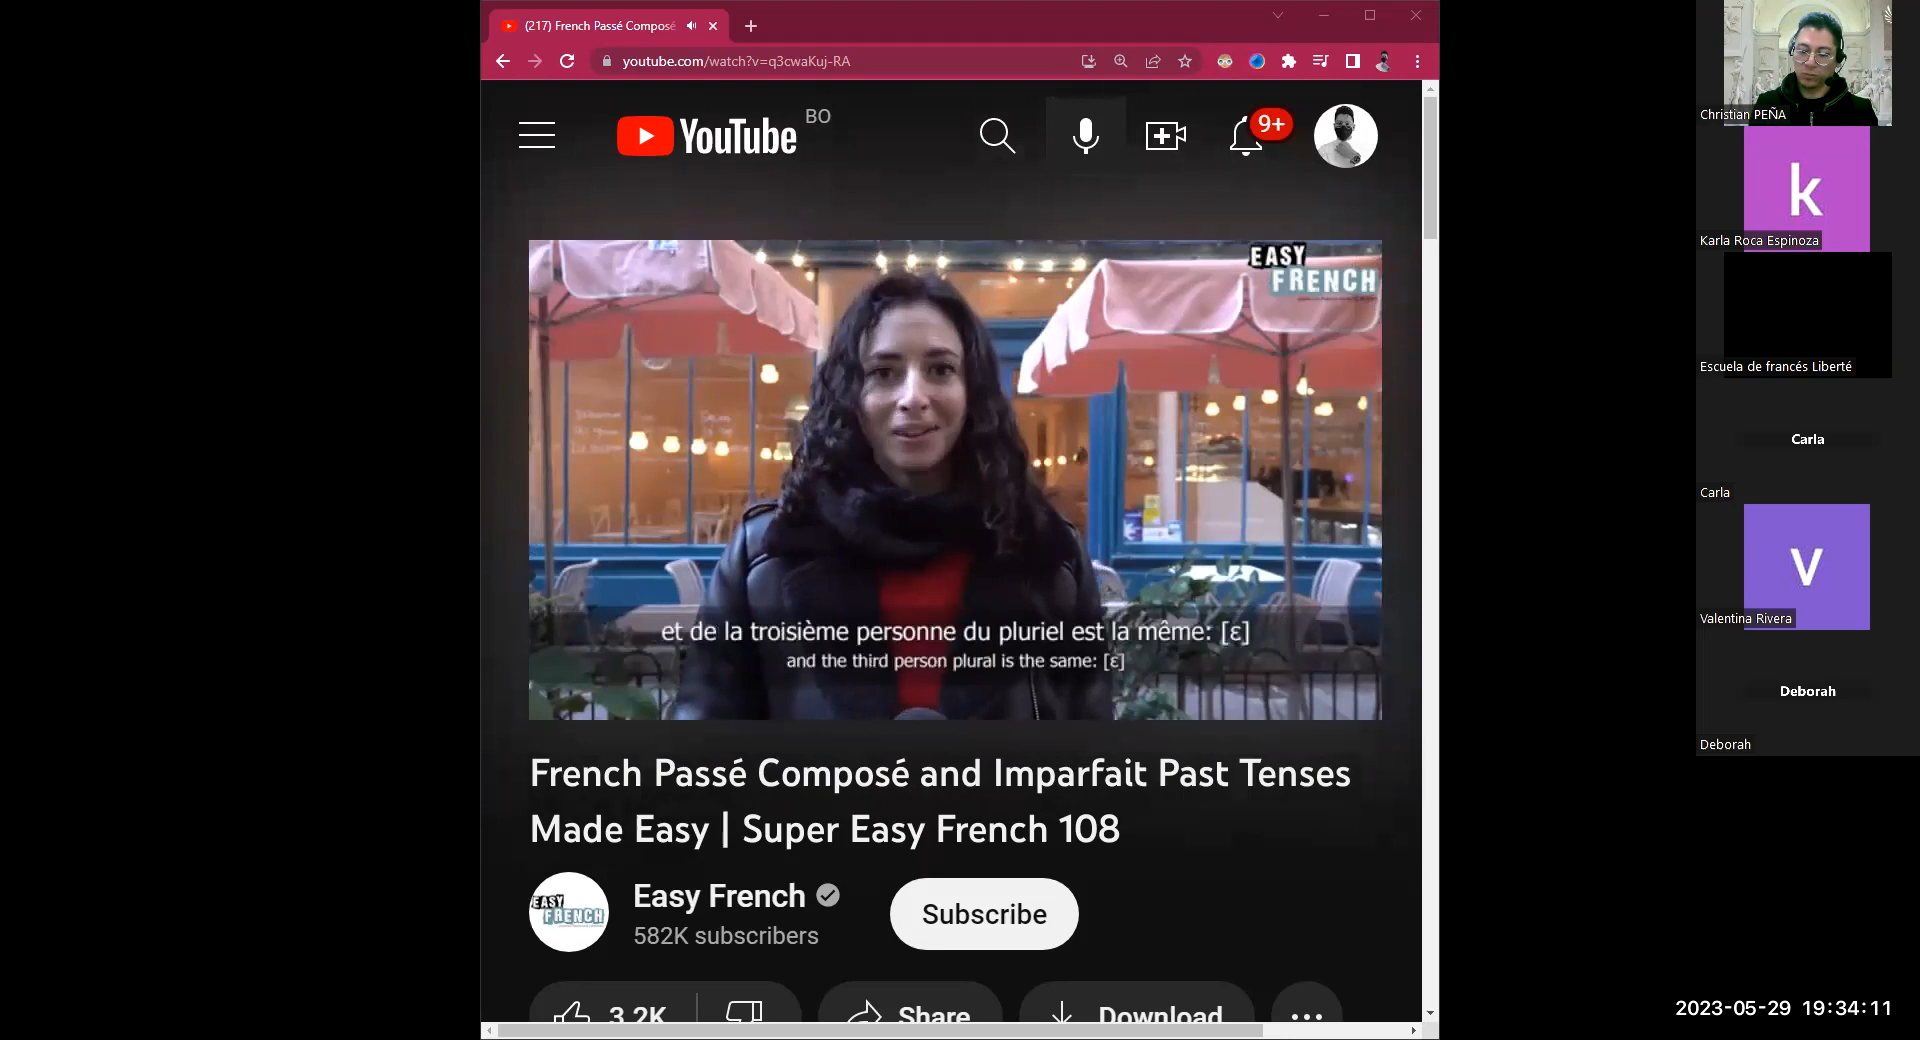 (217) French Passé Compos
youtube.com/watch?v=q3cwaKuj-RA
YouTube
BO
9+
EASY
FRENCH
et de la troisième personne du pluriel est la même: [ε]
and the third person plural is the same: [ε]
French Passé Composé and Imparfait Past Tenses
Made Easy | Super Easy French 108
EASY
FRENCH
Easy French
582K subscribers
Subscribe
3.2K
Share
Download
Christian PEÑA
k
Karla Roca Espinoza
Escuela de francés Liberté
Carla
Carla
v
Valentina Rivera
Deborah
Deborah
2023-05-29 19:34:11